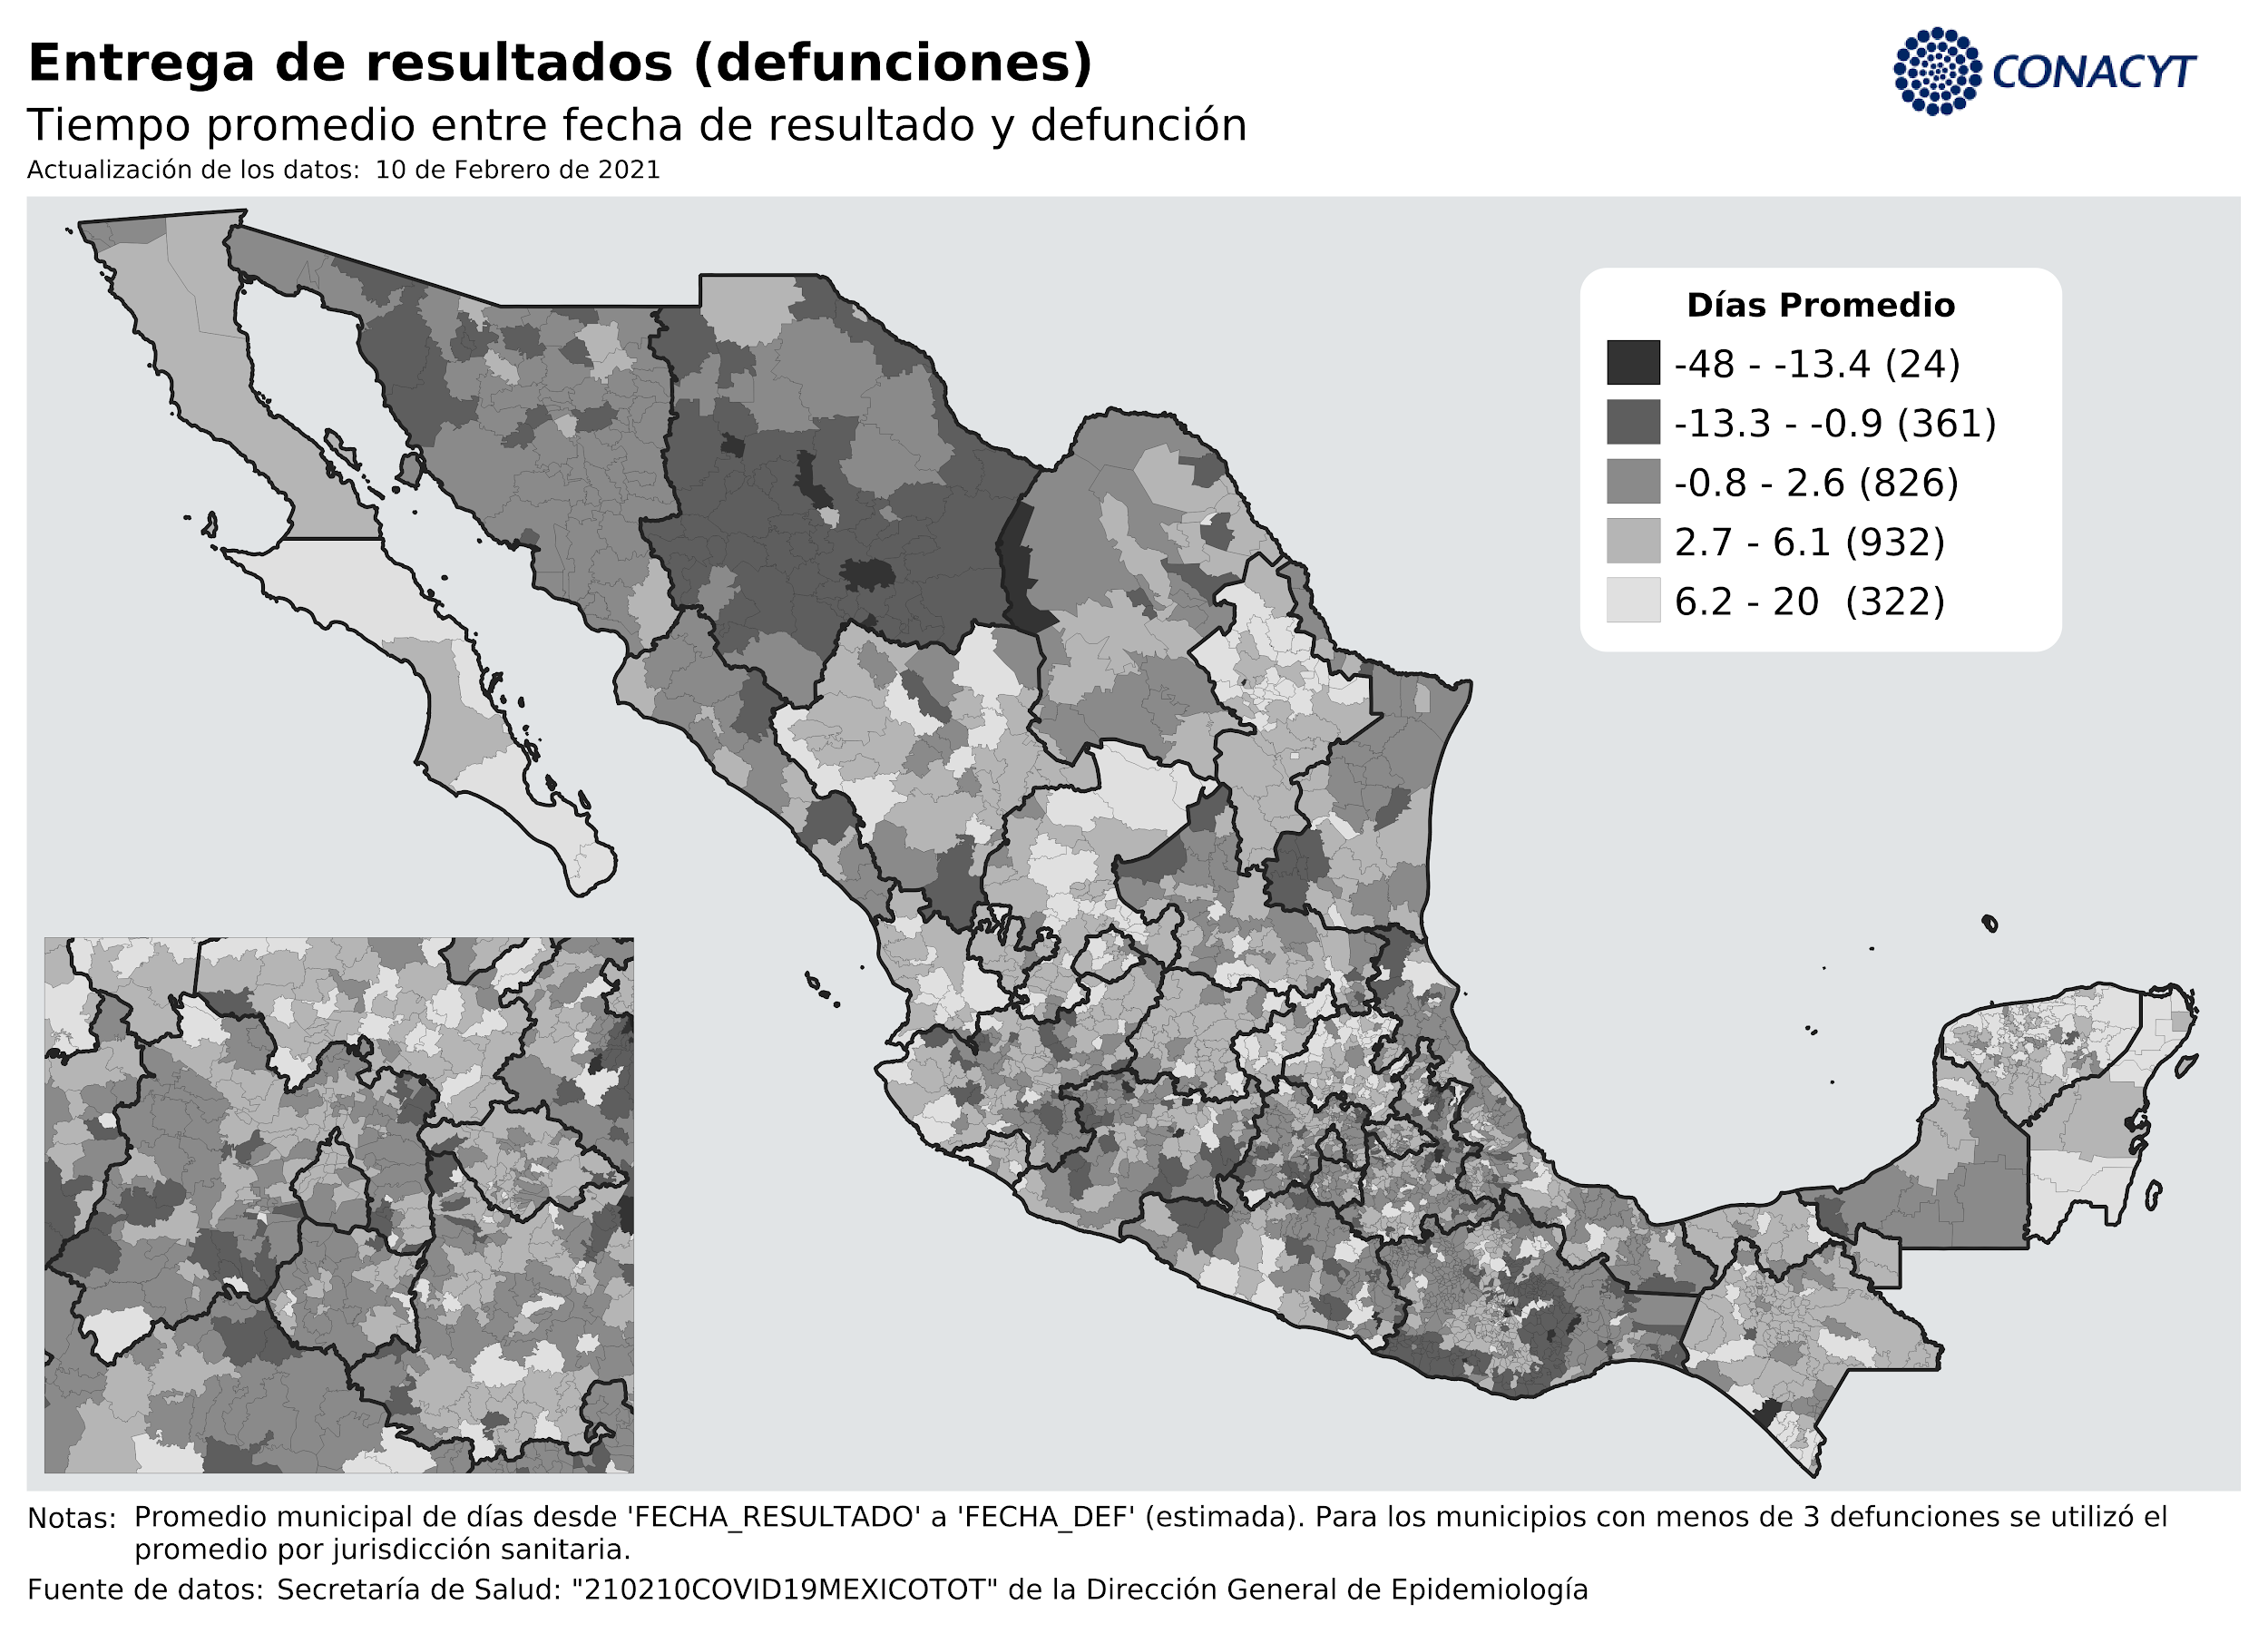 Entrega de resultados (defunciones)
Tiempo promedio entre fecha de resultado y defunción
Actualización de los datos: 10 de Febrero de 2021
CONACYT
Días Promedio
-48 - -13.4 (24)
-13.3 - -0.9 (361)
-0.8 - 2.6 (826)
2.7 - 6.1 (932)
6.2 - 20 (322)
Notas: Promedio municipal de días desde 'FECHA_RESULTADO' a 'FECHA_DEF' (estimada). Para los municipios con menos de 3 defunciones se utilizó el
promedio por jurisdicción sanitaria.
Fuente de datos: Secretaría de Salud: "210210COVID19MEXICOTOT" de la Dirección General de Epidemiología